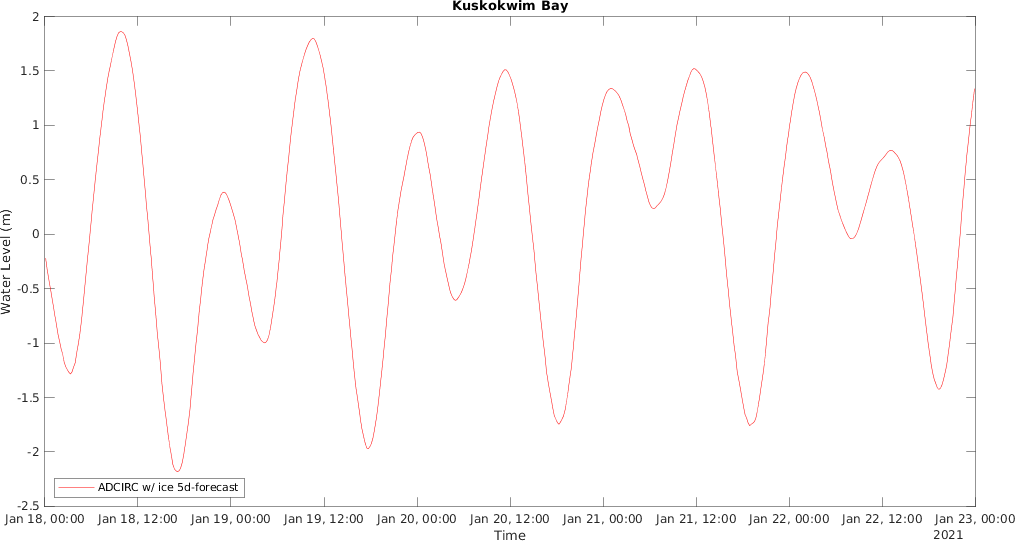 Kuskokwim Bay
Water Level (m)
2
1.5
1
0.5
0
-0.5
-1
-1.5
-2
-2.5
ADCIRC w/ ice 5d-forecast
Jan 18, 00:00 Jan 18, 12:00 Jan 19, 00:00 Jan 19, 12:00 Jan 20, 00:00 Jan 20, 12:00 Jan 21, 00:00 Jan 21, 12:00 Jan 22, 00:00 Jan 22, 12:00 Jan 23, 00:00
Time
2021